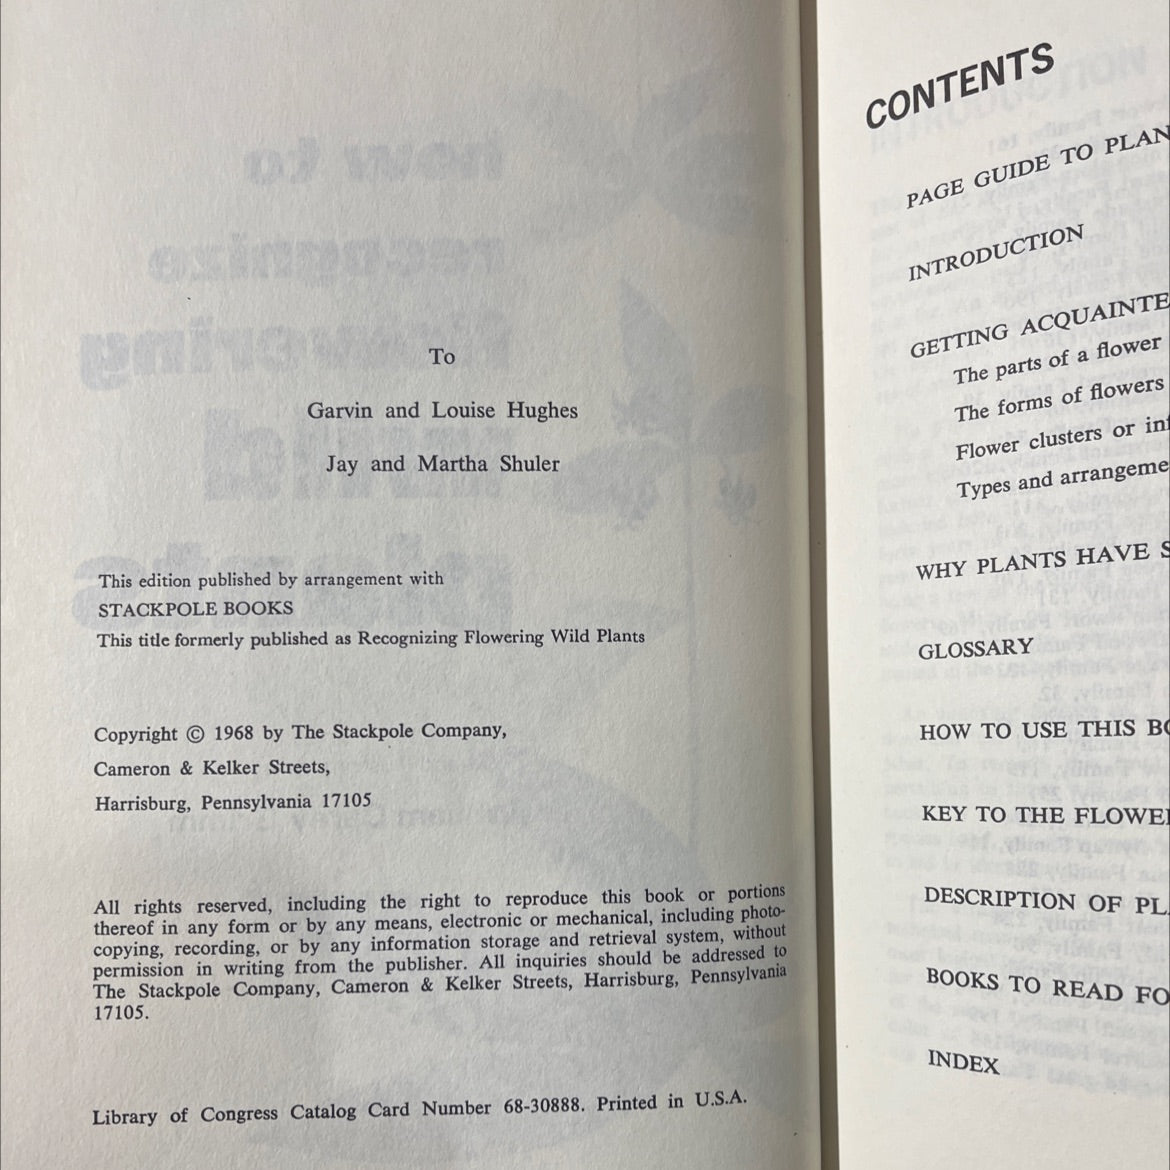 To
Garvin and Louise Hughes
Jay and Martha Shuler
This edition published by arrangement with
STACKPOLE BOOKS
This title formerly published as Recognizing Flowering Wild Plants
Copyright © 1968 by The Stackpole Company,
Cameron & Kelker Streets,
Harrisburg, Pennsylvania 17105
All rights reserved, including the right to reproduce this book or portions
thereof in any form or by any means, electronic or mechanical, including photo-
copying, recording, or by any information storage and retrieval system, without
permission in writing from the publisher. All inquiries should be addressed to
The Stackpole Company, Cameron & Kelker Streets, Harrisburg, Pennsylvania
17105.
Library of Congress Catalog Card Number 68-30888. Printed in U.S.A.
CONTENTS
PAGE GUIDE TO PLAN
INTRODUCTION
GETTING ACQUAINTE
The parts of a flower
The forms of flowers
Flower clusters or inf
Types and arrangeme
WHY PLANTS HAVE S
GLOSSARY
HOW TO USE THIS BO
KEY TO THE FLOWE
DESCRIPTION OF PL
BOOKS TO READ FO
INDEX